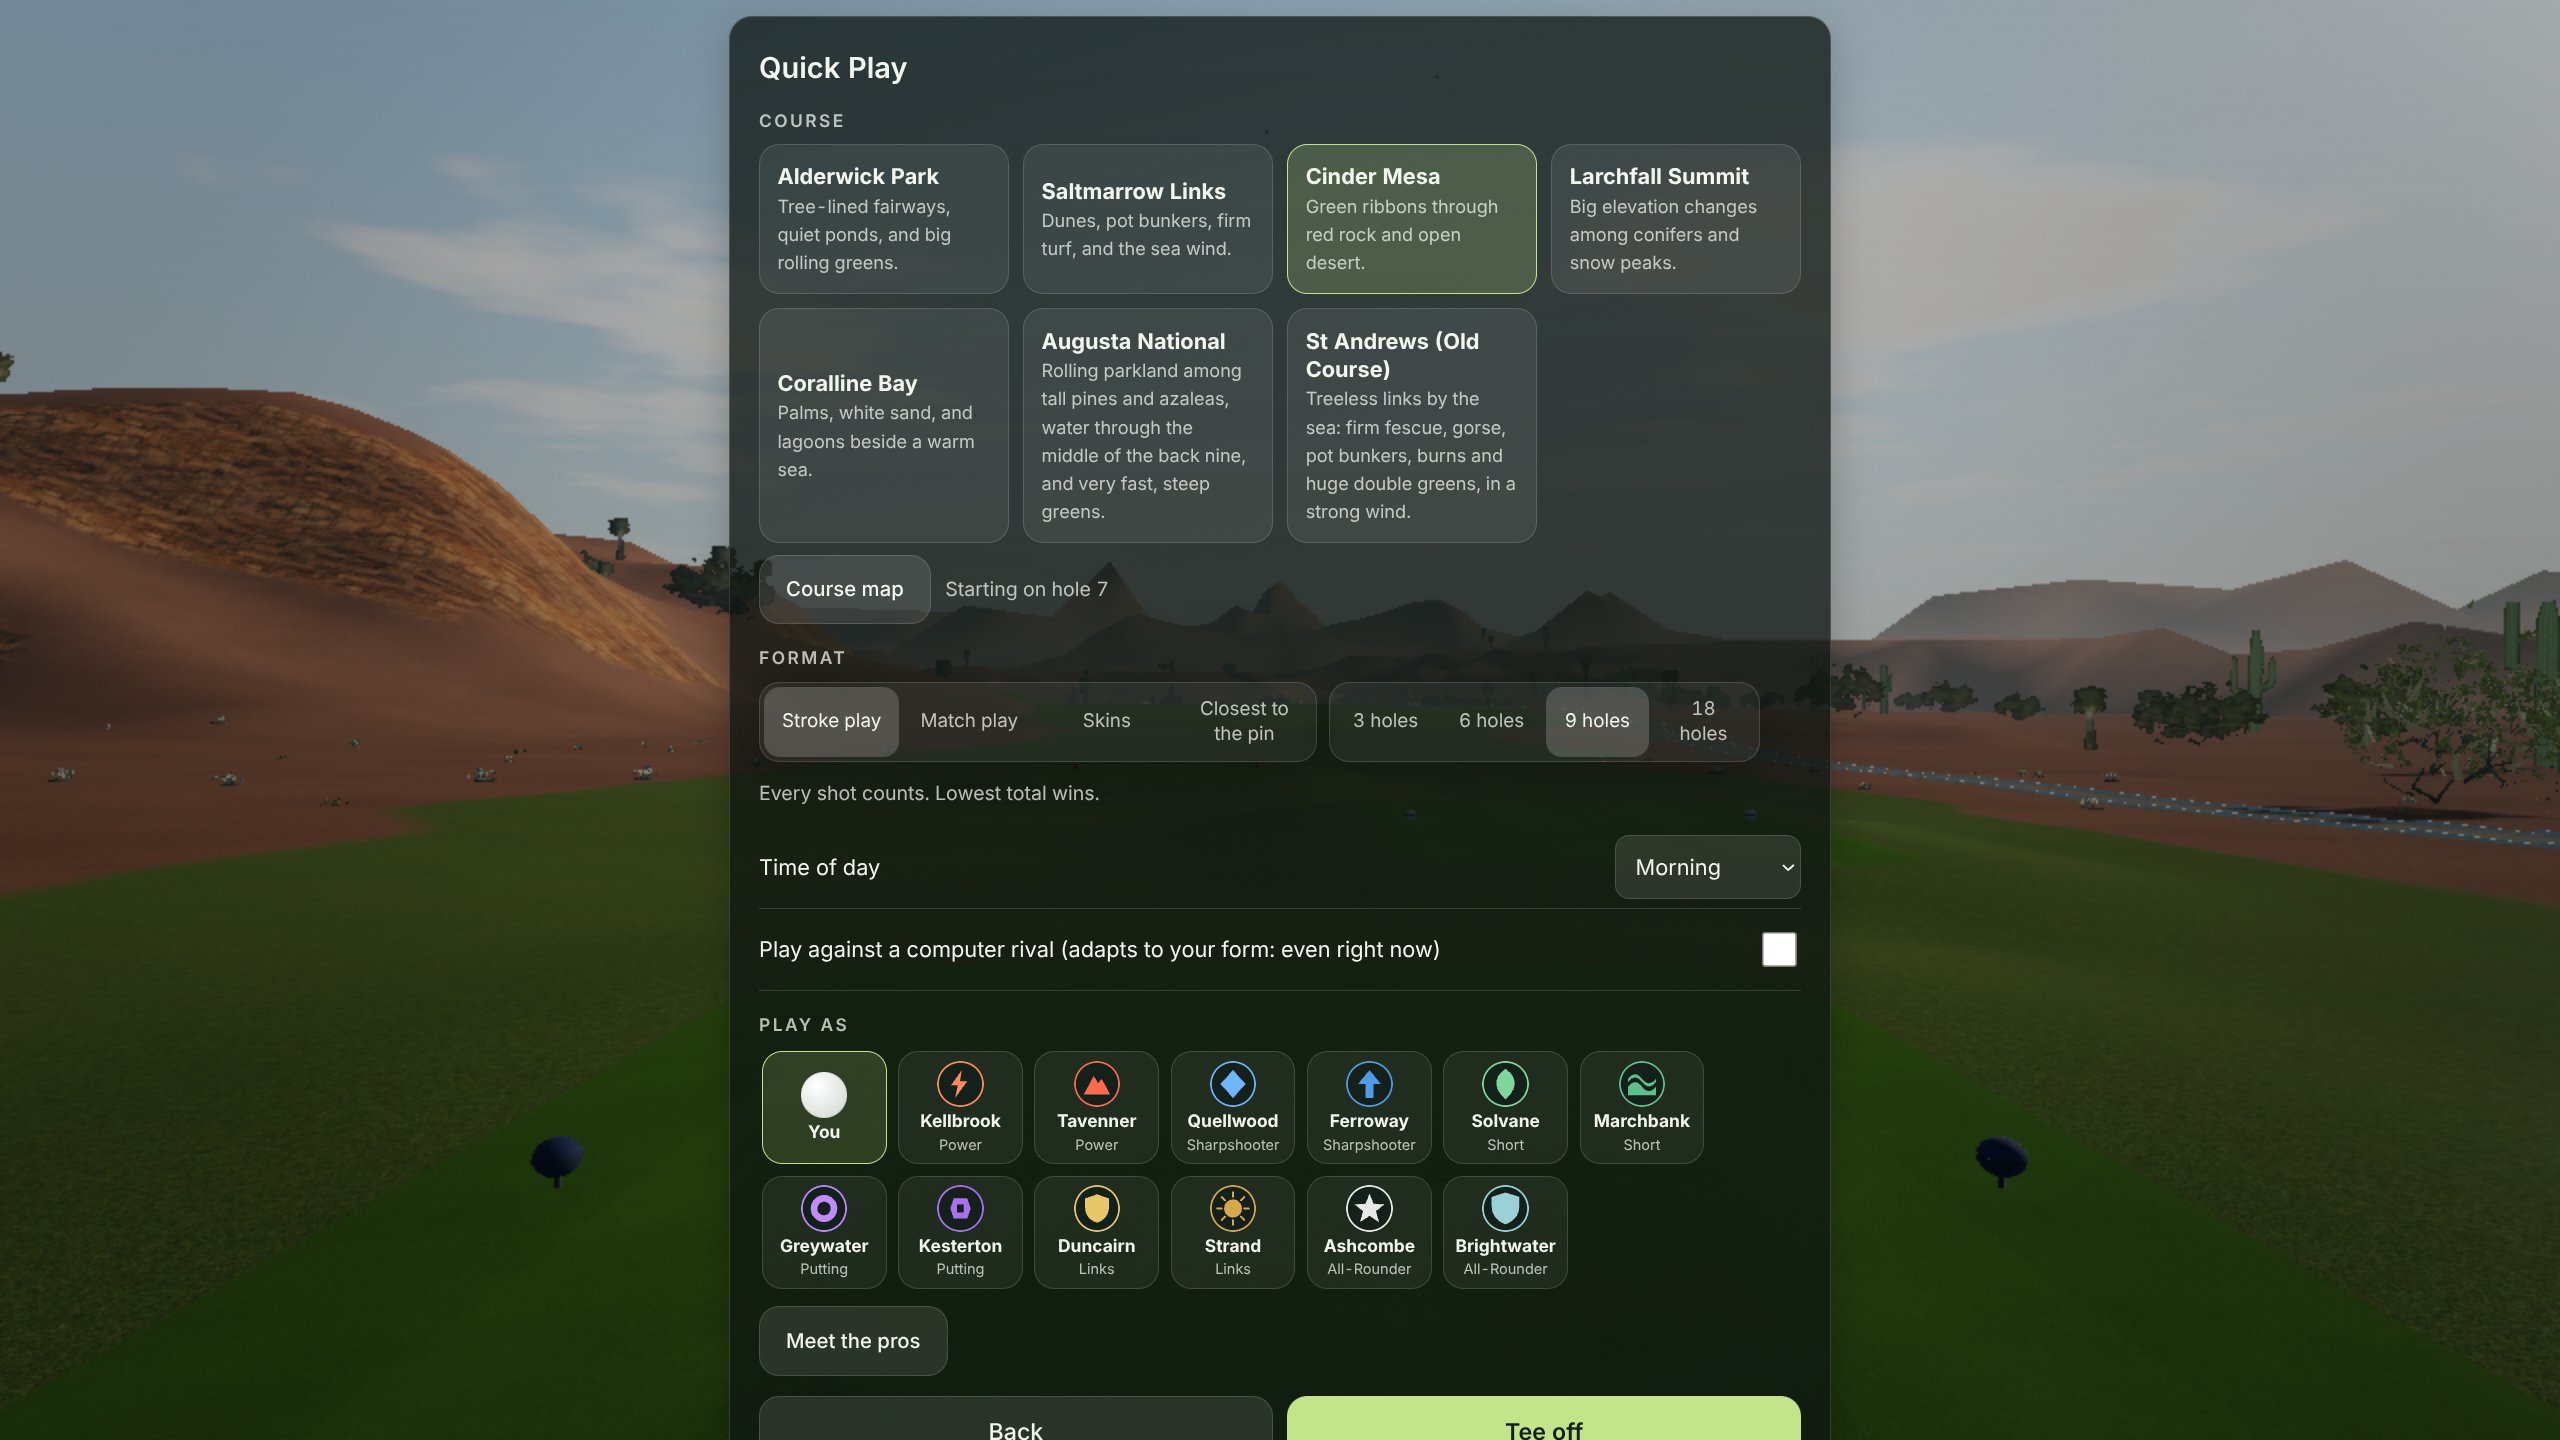 Quick Play
COURSE
Alderwick Park
Tree-lined fairways,
quiet ponds, and big
rolling greens.
Saltmarrow Links
Dunes, pot bunkers, firm
turf, and the sea wind.
Cinder Mesa
Green ribbons through
red rock and open
desert.
Larchfall Summit
Big elevation changes
among conifers and
snow peaks.
Coralline Bay
Palms, white sand, and
lagoons beside a warm
sea.
Augusta National
Rolling parkland among
tall pines and azaleas,
water through the
middle of the back nine,
and very fast, steep
greens.
St Andrews (Old
Course)
Treeless links by the
sea: firm fescue, gorse,
pot bunkers, burns and
huge double greens, in a
strong wind.
Course map
Starting on hole 7
FORMAT
Stroke play
Match play
Skins
Closest to
the pin
3 holes
6 holes
9 holes
18
holes
Every shot counts. Lowest total wins.
Time of day
Morning
Play against a computer rival (adapts to your form: even right now)
PLAY AS
You
Kellbrook
Power
Tavenner
Power
Quellwood
Sharpshooter
Ferroway
Sharpshooter
Solvane
Short
Marchbank
Short
Greywater
Putting
Kesterton
Putting
Duncairn
Links
Strand
Links
Ashcombe
All-Rounder
Brightwater
All-Rounder
Meet the pros
Back
Tee off